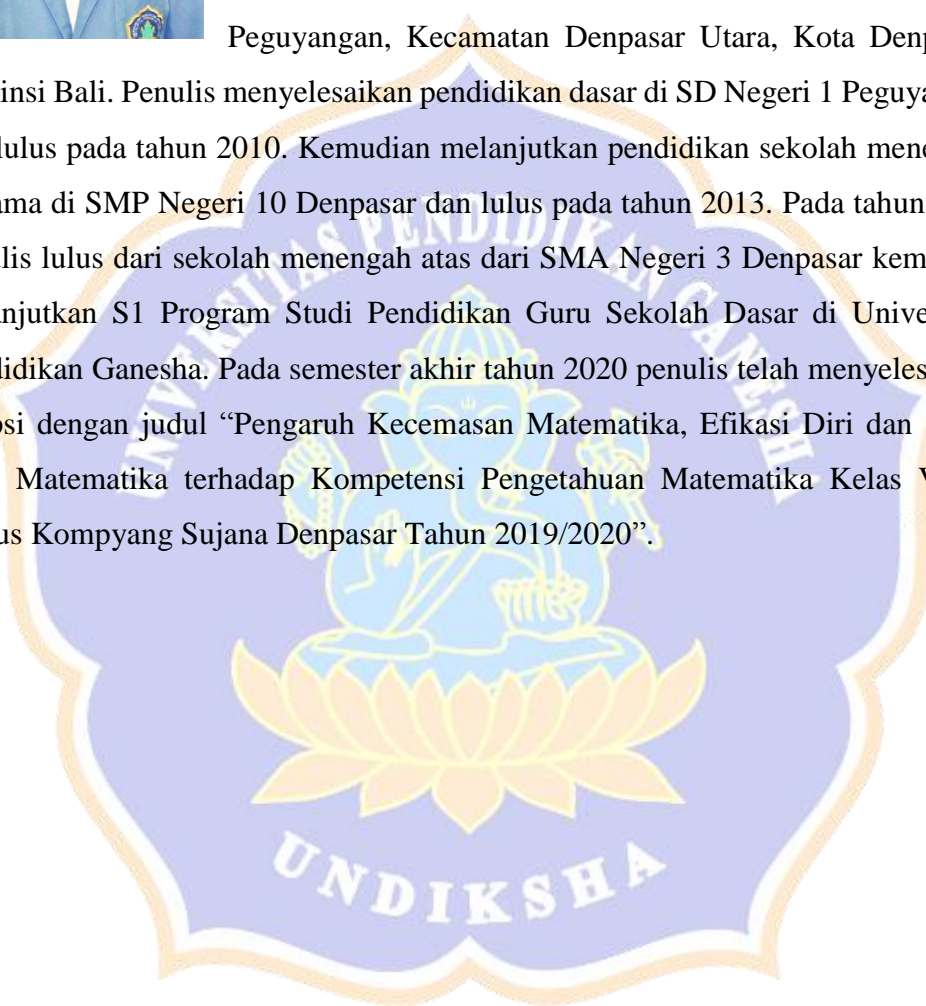 Peguyangan, Kecamatan Denpasar Utara, Kota Denp
insi Bali. Penulis menyelesaikan pendidikan dasar di SD Negeri 1 Peguya
lulus pada tahun 2010. Kemudian melanjutkan pendidikan sekolah mene
ama di SMP Negeri 10 Denpasar dan lulus pada tahun 2013. Pada tahun
lis lulus dari sekolah menengah atas dari SMA Negeri 3 Denpasar kem
njutkan S1 Program Studi Pendidikan Guru Sekolah Dasar di Unive
didikan Ganesha. Pada semester akhir tahun 2020 penulis telah menyeles
psi dengan judul “Pengaruh Kecemasan Matematika, Efikasi Diri dan
Matematika terhadap Kompetensi Pengetahuan Matematika Kelas V
us Kompyang Sujana Denpasar Tahun 2019/2020”.
UNIVERSITAS PENDIDIKAN GANESHA
UNDIKSHA